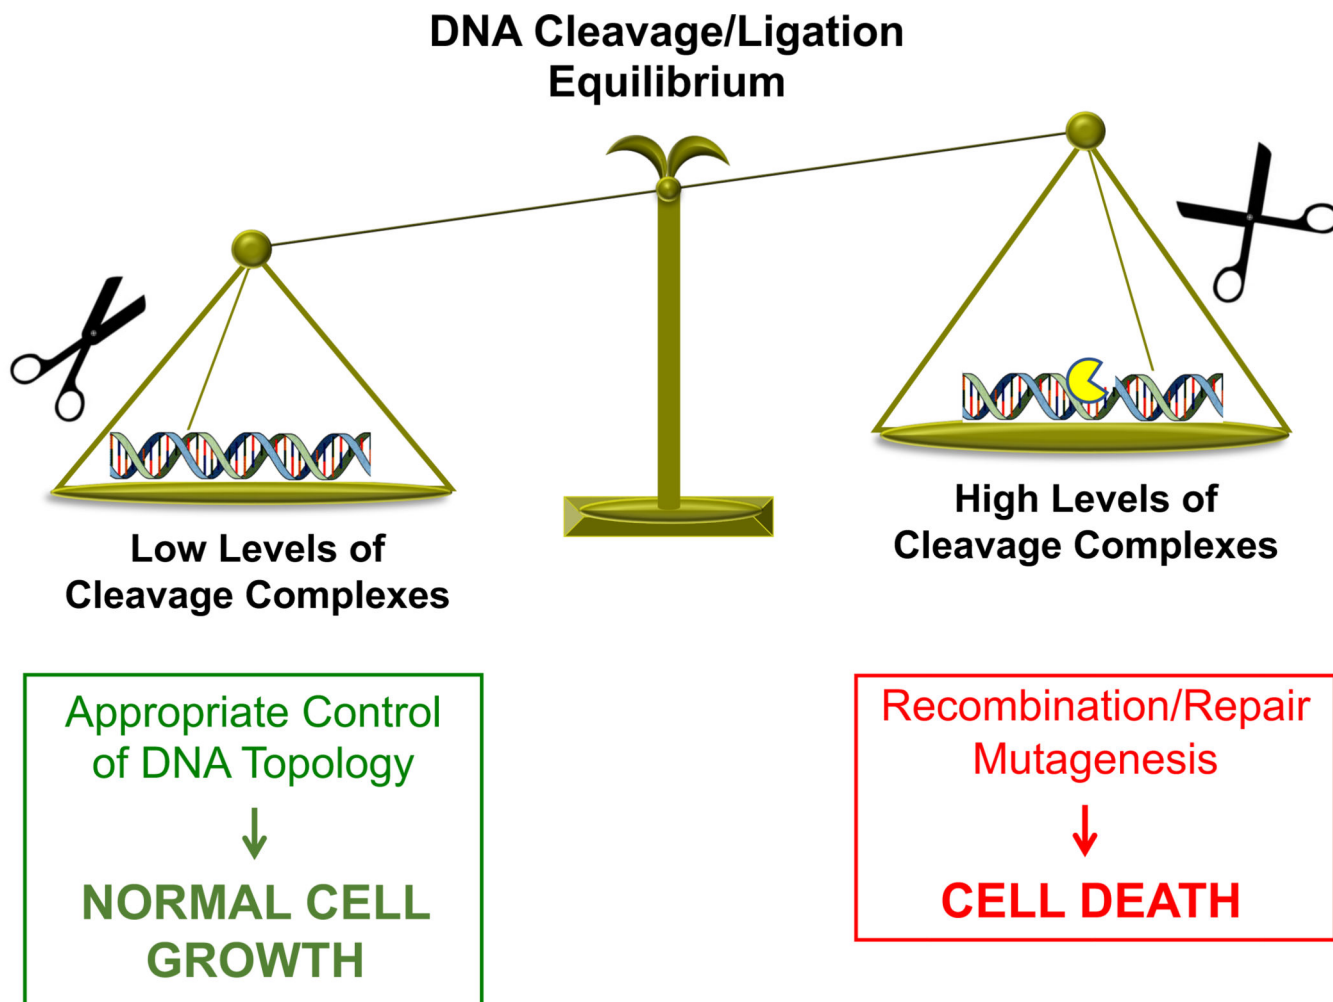 DNA Cleavage/Ligation
Equilibrium
Low Levels of
Cleavage Complexes
High Levels of
Cleavage Complexes
Appropriate Control
of DNA Topology
NORMAL CELL
GROWTH
Recombination/Repair
Mutagenesis
CELL DEATH